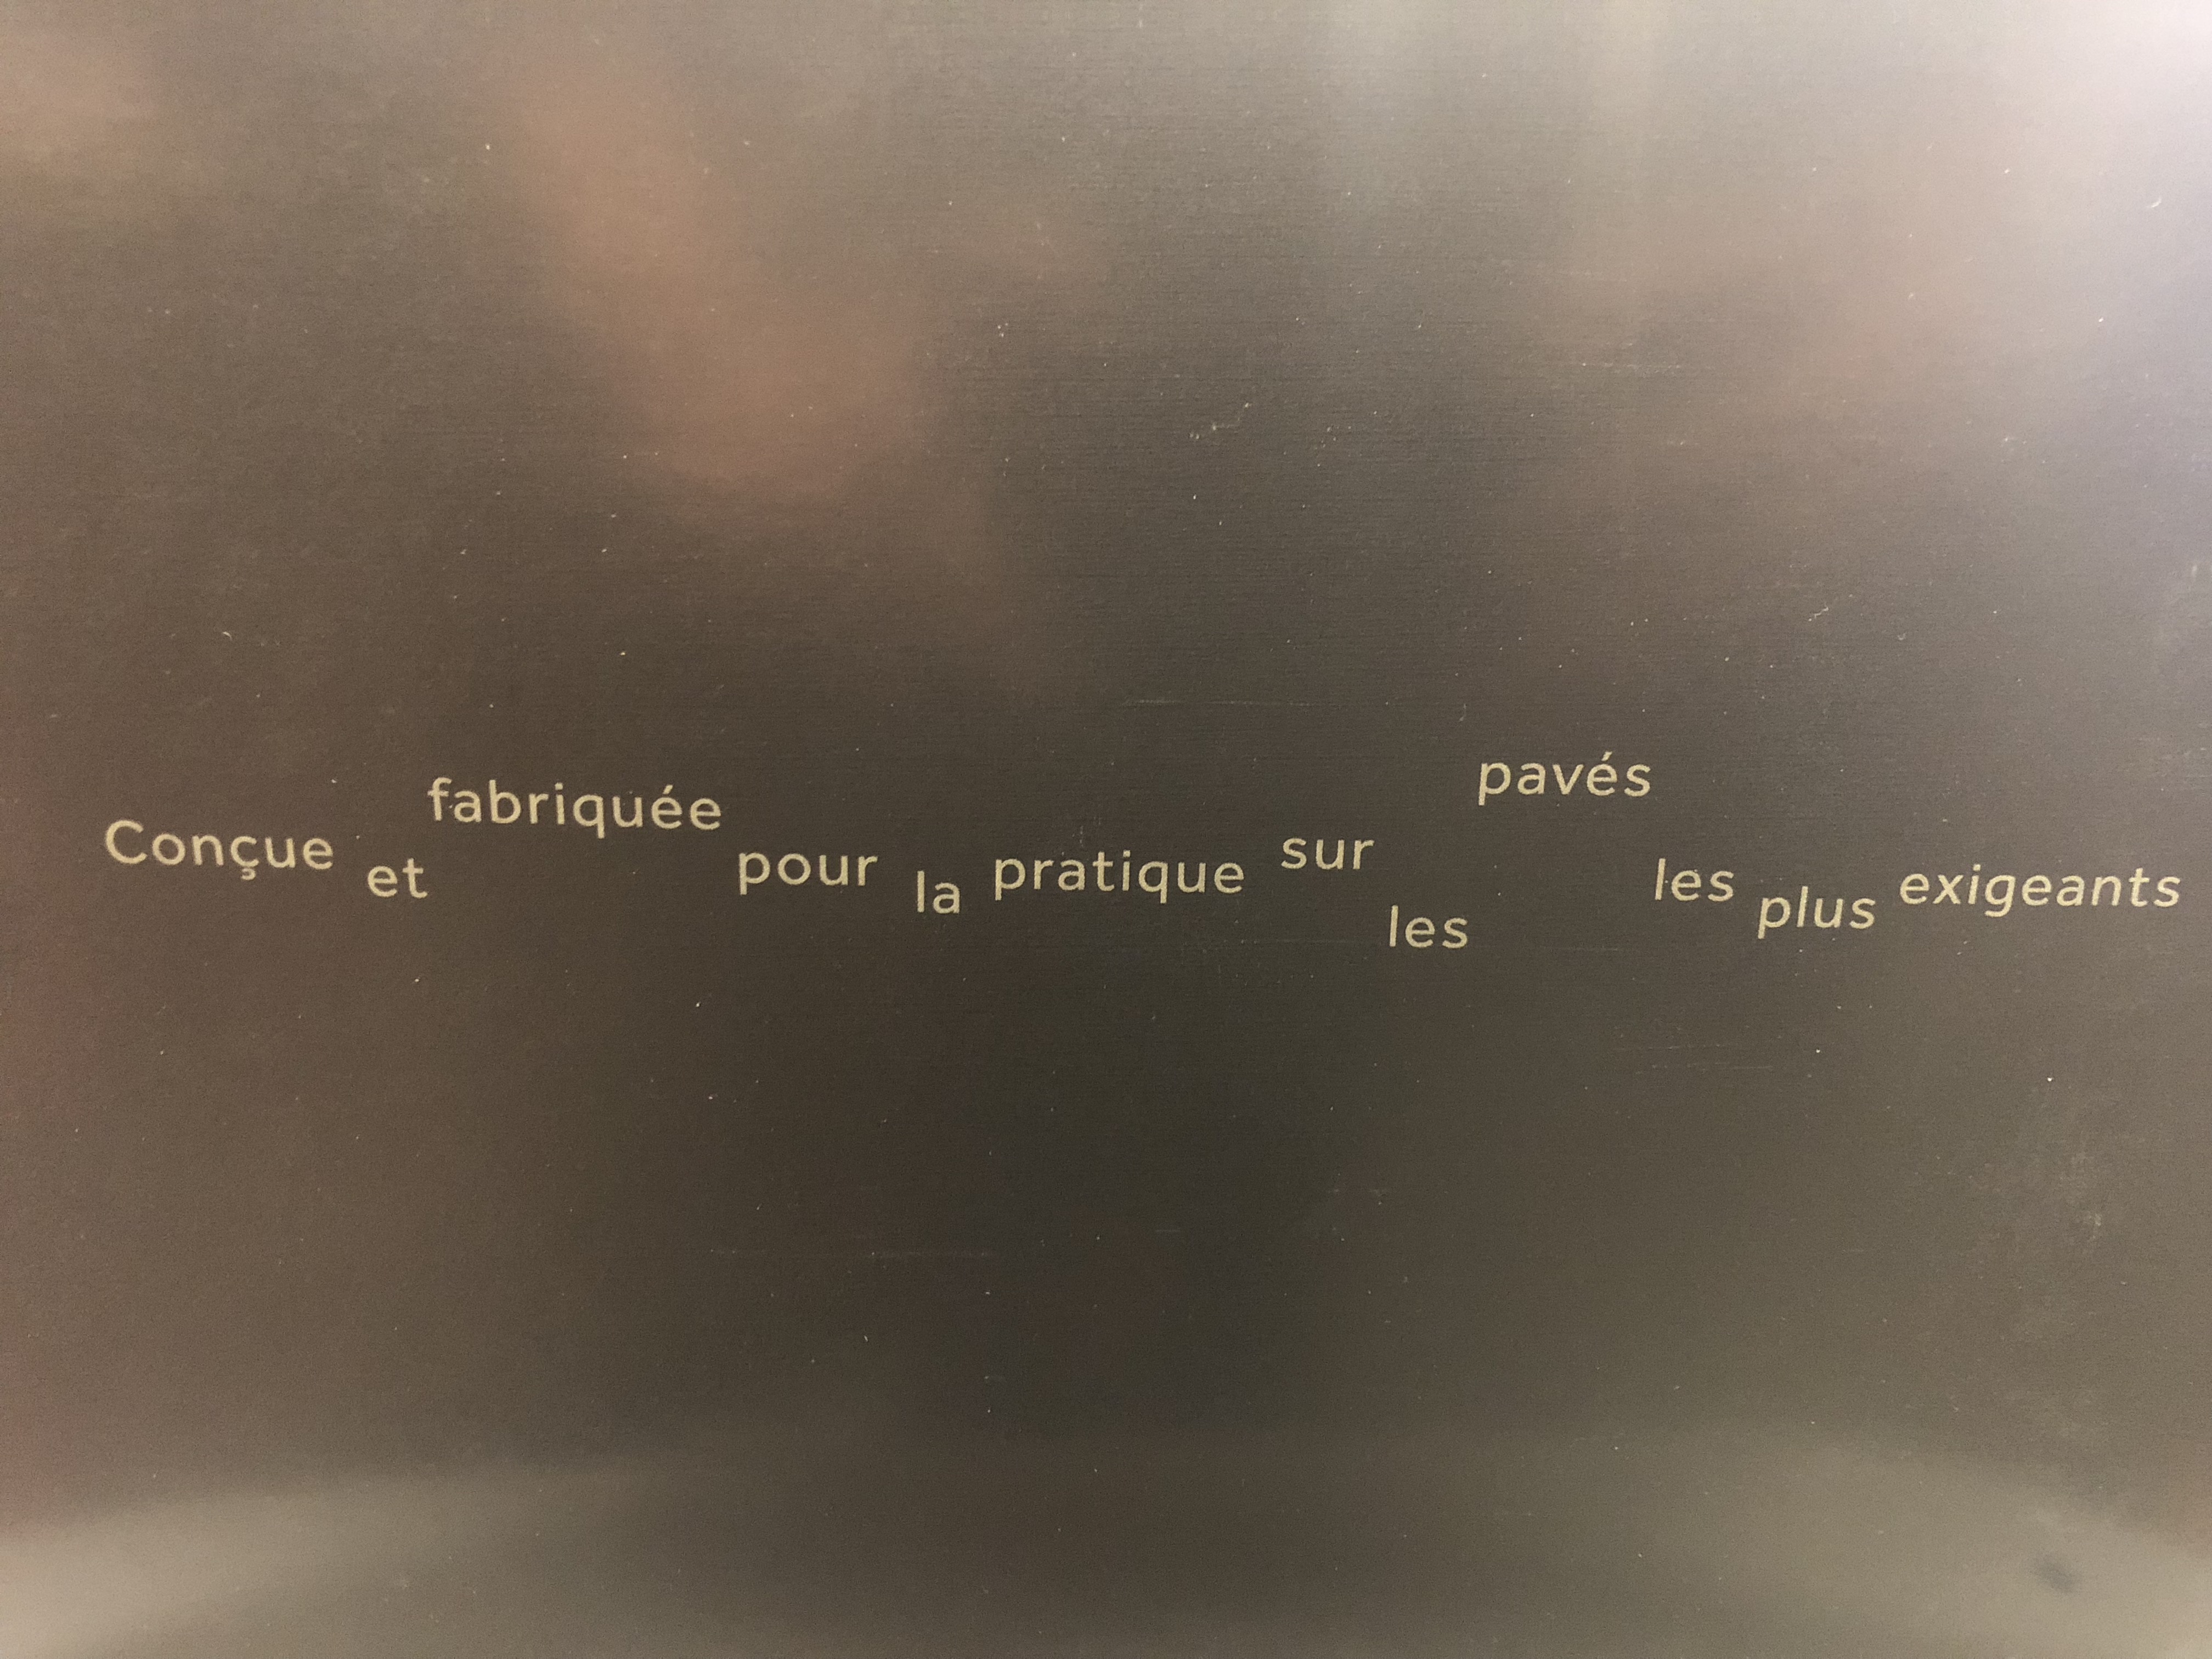 Conçue et fabriquée pour la pratique sur les pavés les plus exigeants